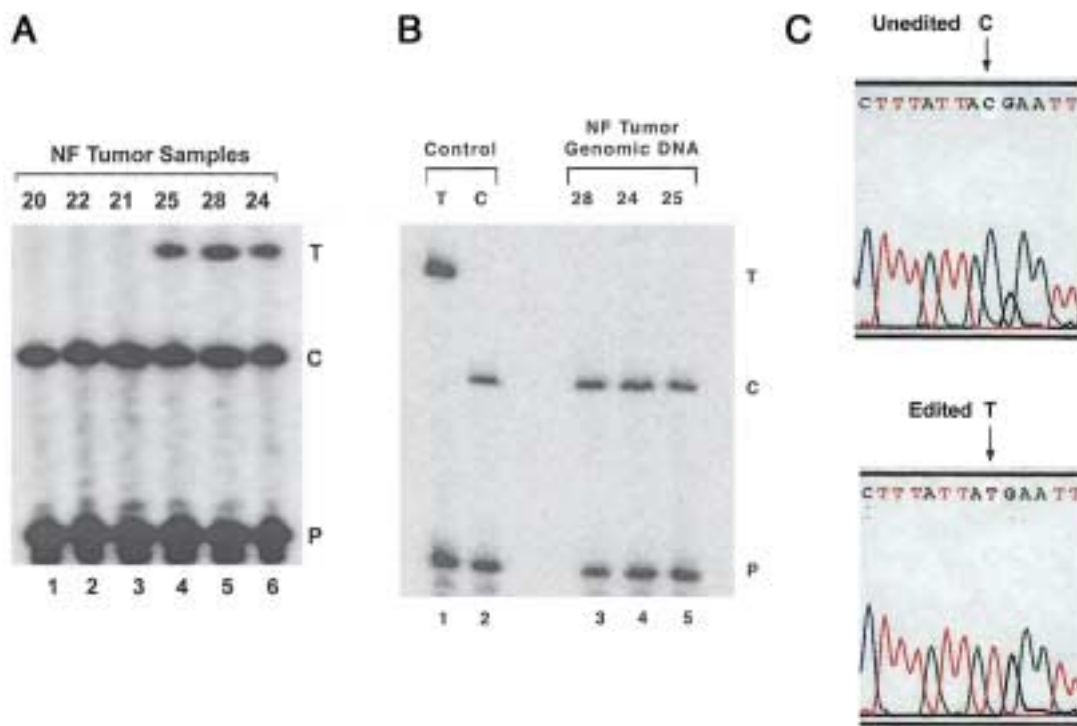 A
NF Tumor Samples
20 22 21 25 28 24
T
C
P
1 2 3 4 5 6
B
Control
NF Tumor
Genomic DNA
T C 28 24 25
T
C
P
1 2 3 4 5
C
Unedited C
CTTTATTACGAATT
Edited T
CTTTATTATGAATT